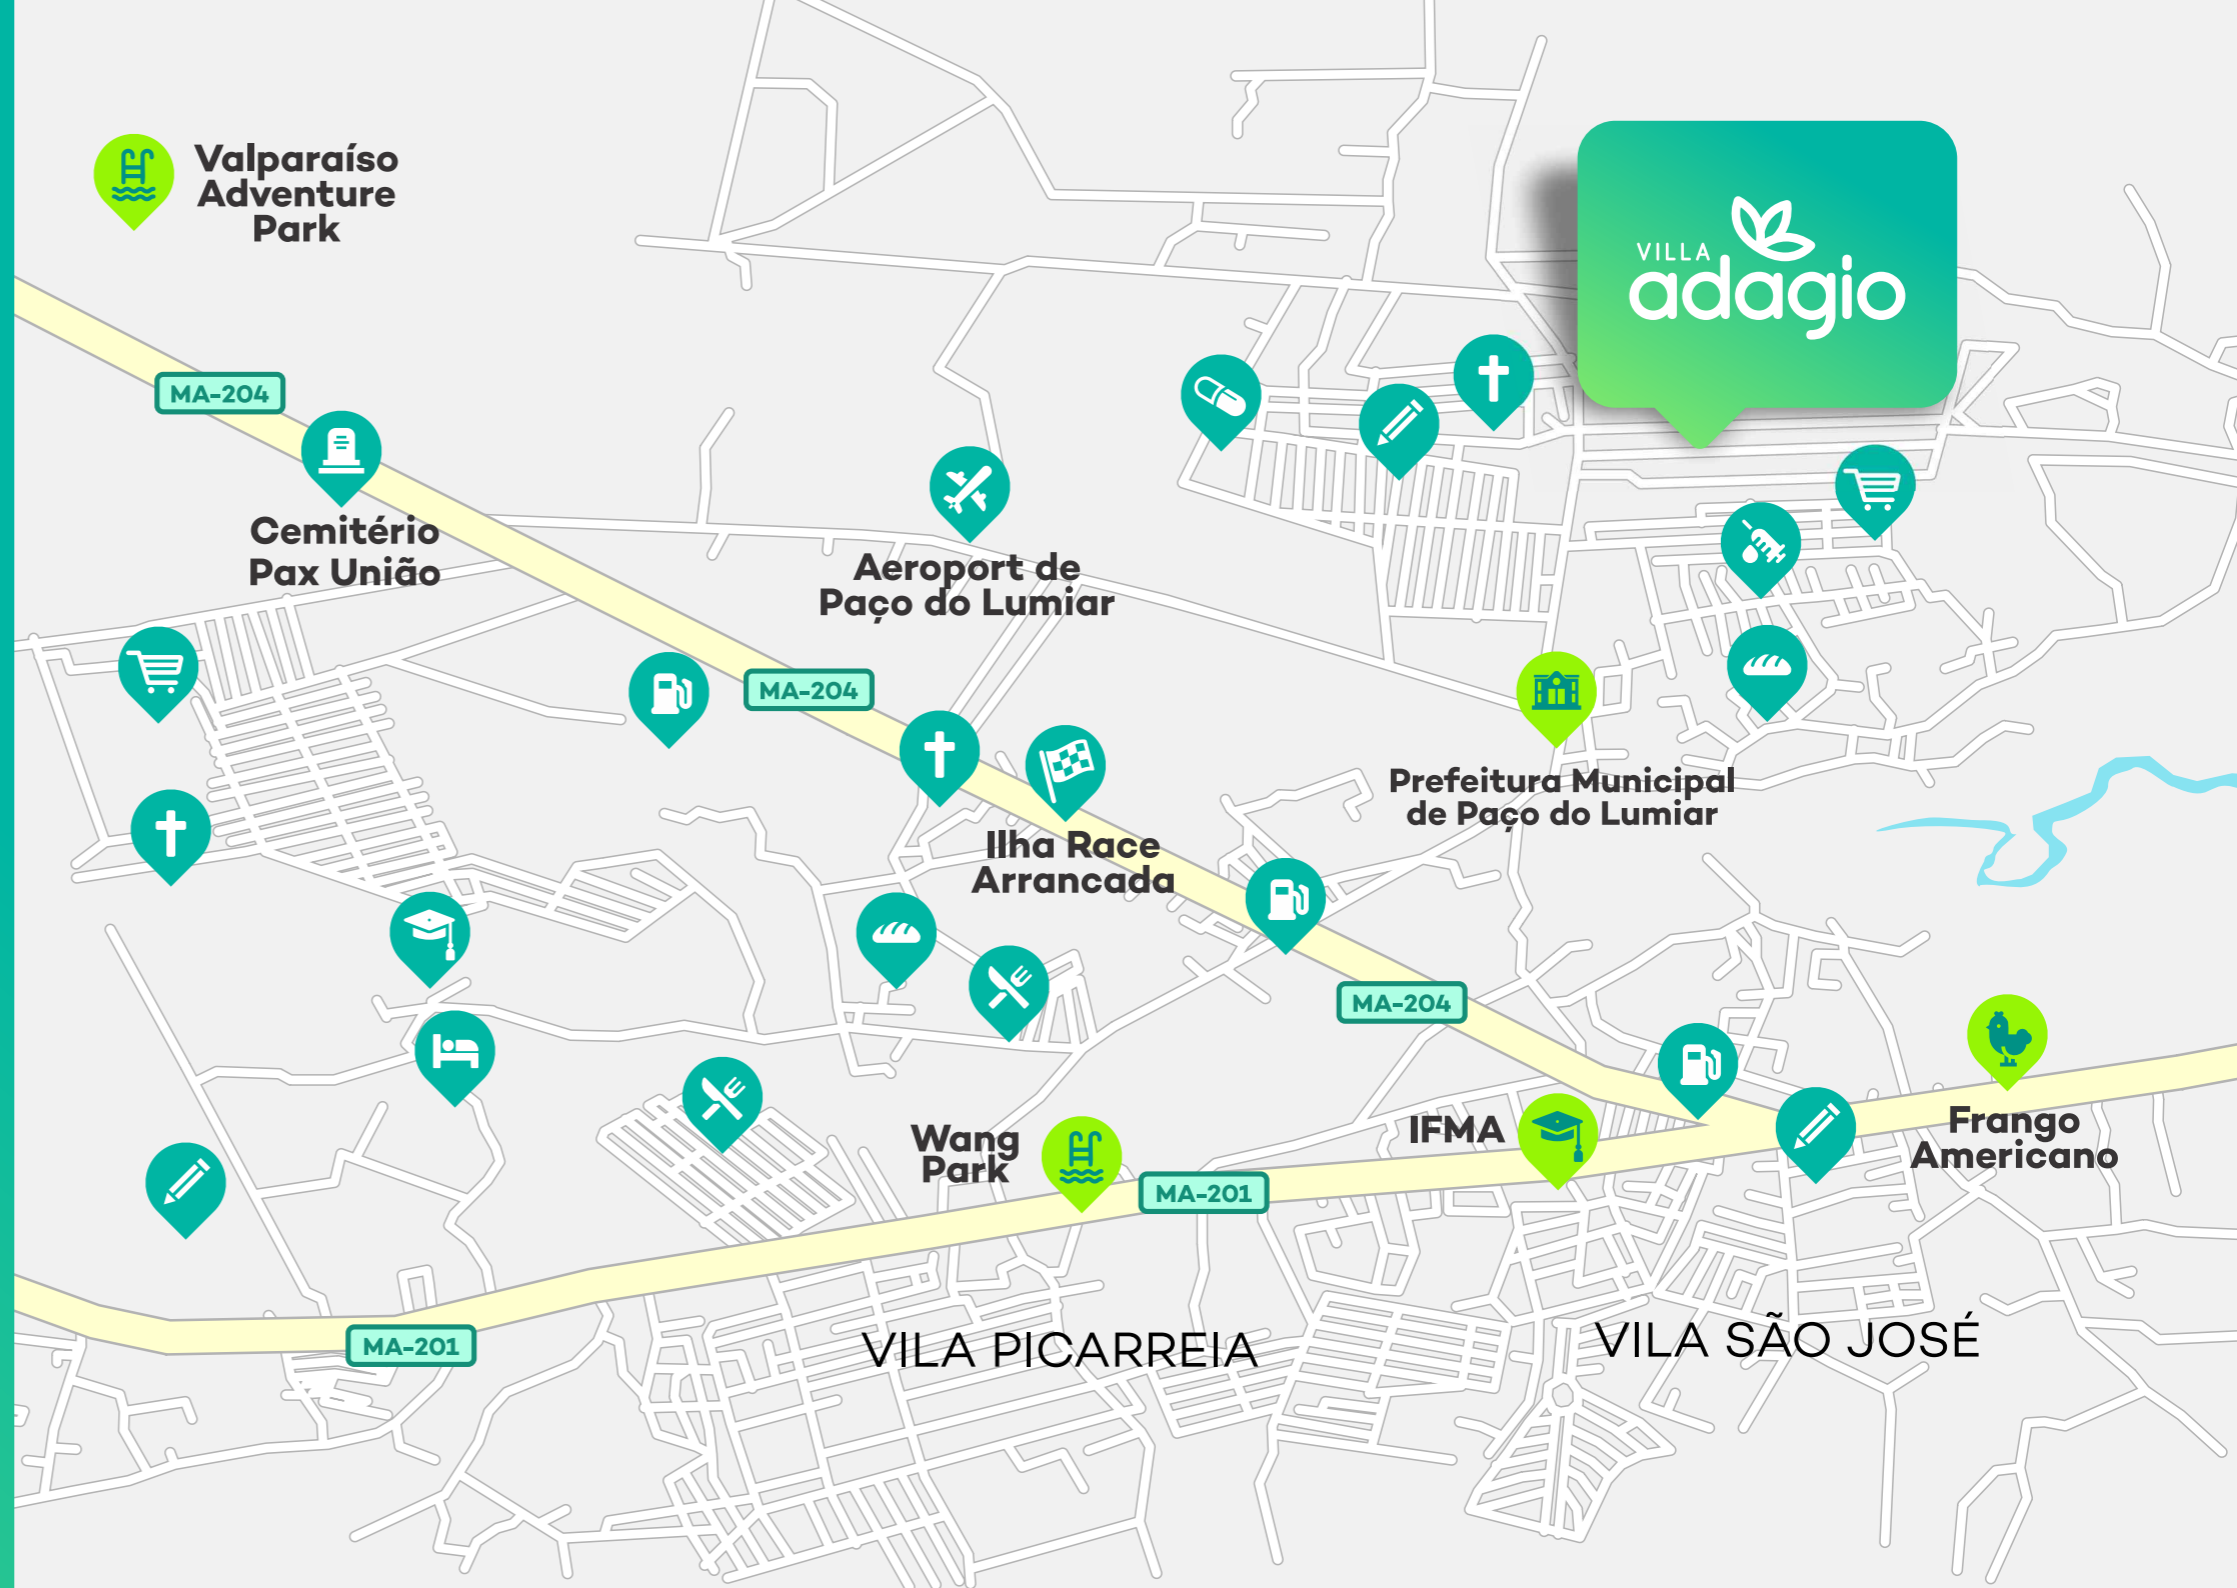 Valparaíso
Adventure
Park
VILLA
adagio
MA-204
Cemitério
Pax União
Aeroport de
Paço do Lumiar
MA-204
Prefeitura Municipal
de Paço do Lumiar
Ilha Race
Arrancada
MA-204
Wang
Park
IFMA
Frango
Americano
MA-201
MA-201
VILA PICARREIA
VILA SÃO JOSÉ